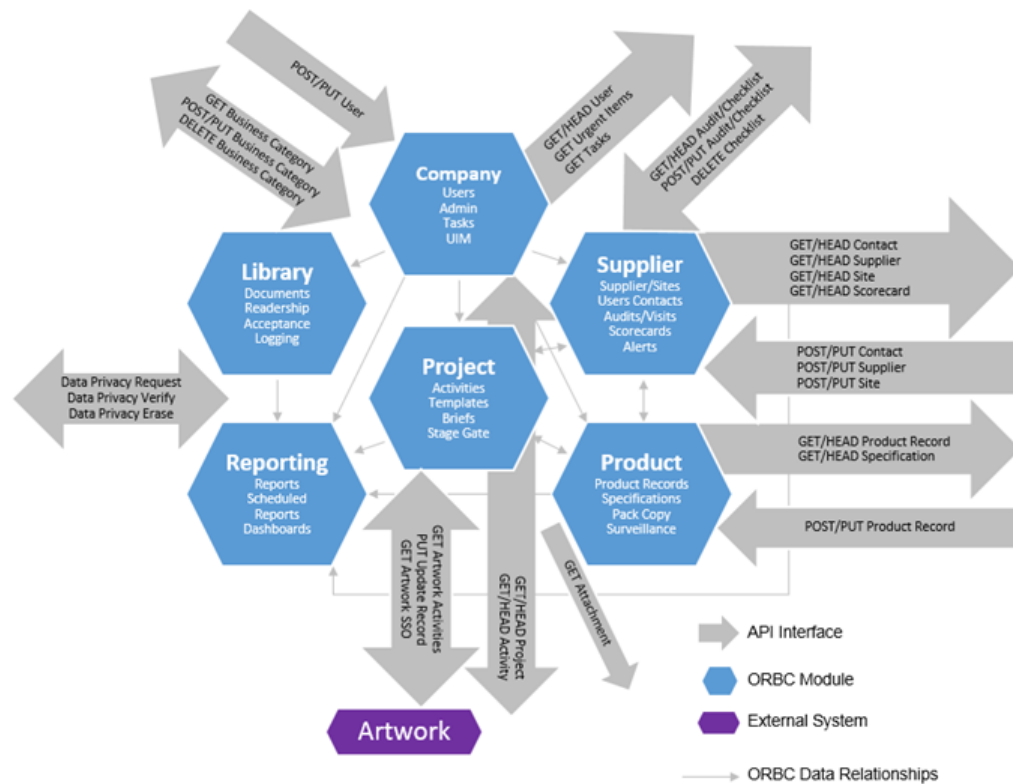 POST/PUT User
GET Business Category
POST/PUT Business Category
DELETE Business Category
GET/HEAD User
GET Urgent Items
GET Tasks
GET/HEAD Audit/Checklist
POST/PUT Audit/Checklist
DELETE Checklist
Company
Users
Admin
Tasks
UIM
Library
Documents
Readership
Acceptance
Logging
Supplier
Supplier/Sites
Users Contacts
Audits/Visits
Scorecards
Alerts
GET/HEAD Contact
GET/HEAD Supplier
GET/HEAD Site
GET/HEAD Scorecard
Project
Activities
Templates
Briefs
Stage Gate
POST/PUT Contact
POST/PUT Supplier
POST/PUT Site
Data Privacy Request
Data Privacy Verify
Data Privacy Erase
Reporting
Reports
Scheduled
Reports
Dashboards
Product
Product Records
Specifications
Pack Copy
Surveillance
GET/HEAD Product Record
GET/HEAD Specification
POST/PUT Product Record
GET Artwork Activities
PUT Update Record
GET Artwork SSO
GET/HEAD Project
GET/HEAD Activity
GET Attachment
Artwork
API Interface
ORBC Module
External System
ORBC Data Relationships